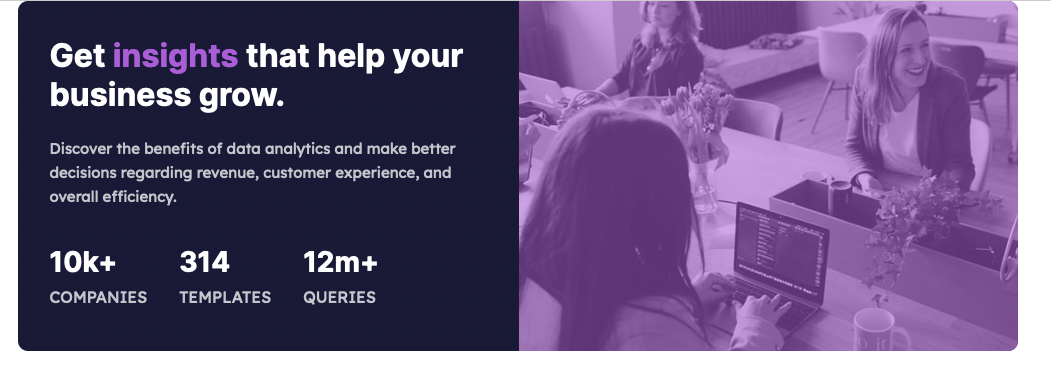 Get insights that help your
business grow.
Discover the benefits of data analytics and make better
decisions regarding revenue, customer experience, and
overall efficiency.
10k+ 314 12m+
COMPANIES TEMPLATES QUERIES